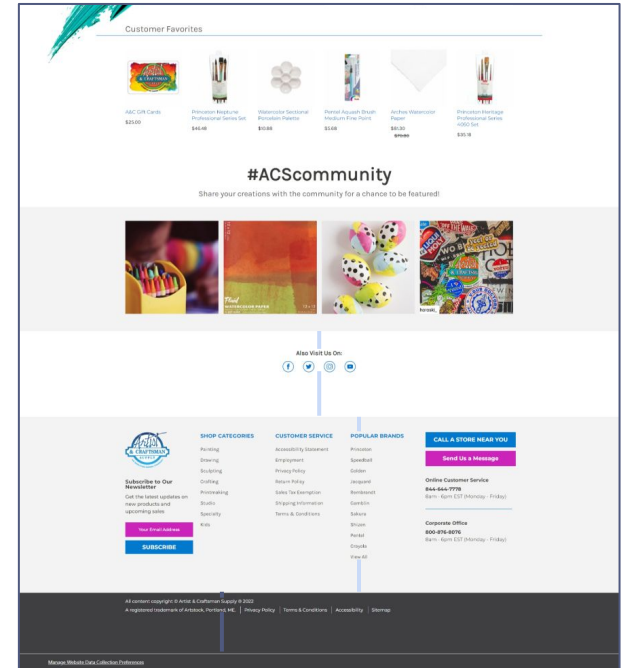 Customer Favorites
A&C Gift Cards
$25.00
Princeton Neptune
Professional Series Set
$46.48
Watercolor Sectional
Porcelain Palette
$10.88
Pentel Aquash Brush
Medium Fine Point
$5.68
Arches Watercolor
Paper
$81.30
Princeton Heritage
Professional Series
4050 Set
$35.18
#ACScommunity
Share your creations with the community for a chance to be featured!
Fluid
WATERCOLOR PAPER
Also Visit Us On:
Artist
& CRAFTSMAN
SUPPLY
Subscribe to Our
Newsletter
Get the latest updates on
new products and
upcoming sales
Your Email Address
SUBSCRIBE
SHOP CATEGORIES
Painting
Drawing
Sculpting
Crafting
Printmaking
Studio
Specialty
Kids
CUSTOMER SERVICE
Accessibility Statement
Employment
Privacy Policy
Return Policy
Sales Tax Exemption
Shipping Information
Terms & Conditions
POPULAR BRANDS
Princeton
Speedball
Golden
Jacquard
Rembrandt
Gamblin
Sakura
Shizen
Pentel
Crayola
View All
CALL A STORE NEAR YOU
Send Us a Message
Online Customer Service
844-644-7778
8am - 6pm EST (Monday - Friday)
Corporate Office
800-876-8076
8am - 6pm EST (Monday - Friday)
All content copyright © Artist & Craftsman Supply © 2022
A registered trademark of Artstock, Portland, ME. | Privacy Policy | Terms & Conditions | Accessibility | Sitemap
Manage Website Data Collection Preferences